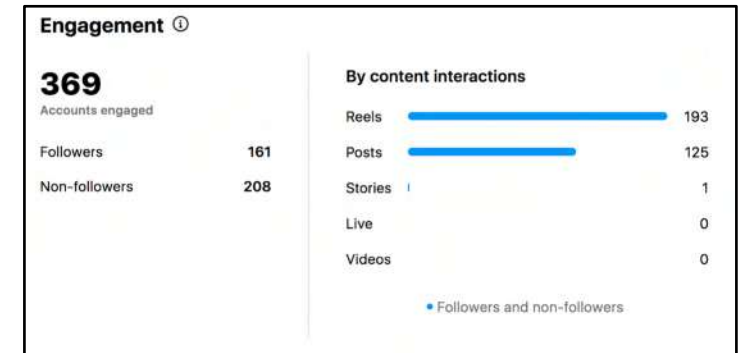 Engagement
369
Accounts engaged
Followers 161
Non-followers 208
By content interactions
Reels 193
Posts 125
Stories 1
Live 0
Videos 0
Followers and non-followers